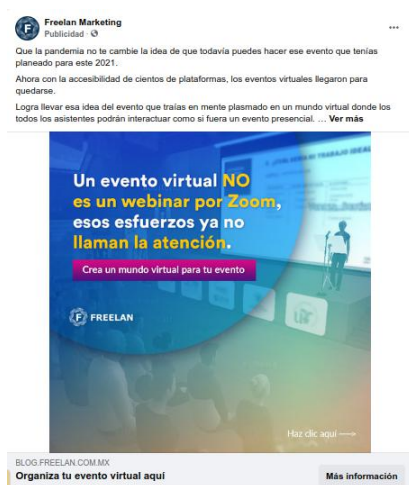 Freelan Marketing
Publicidad ·
Que la pandemia no te cambie la idea de que todavía puedes hacer ese evento que tenías
planeado para este 2021.
Ahora con la accesibilidad de cientos de plataformas, los eventos virtuales llegaron para
quedarse.
Logra llevar esa idea del evento que traías en mente plasmado en un mundo virtual donde los
todos los asistentes podrán interactuar como si fuera un evento presencial. … Ver más
Un evento virtual NO
es un webinar por Zoom,
esos esfuerzos ya no
llaman la atención.
Crea un mundo virtual para tu evento
FREELAN
Haz clic aquí
BLOG.FREELAN.COM.MX
Organiza tu evento virtual aquí
Más información